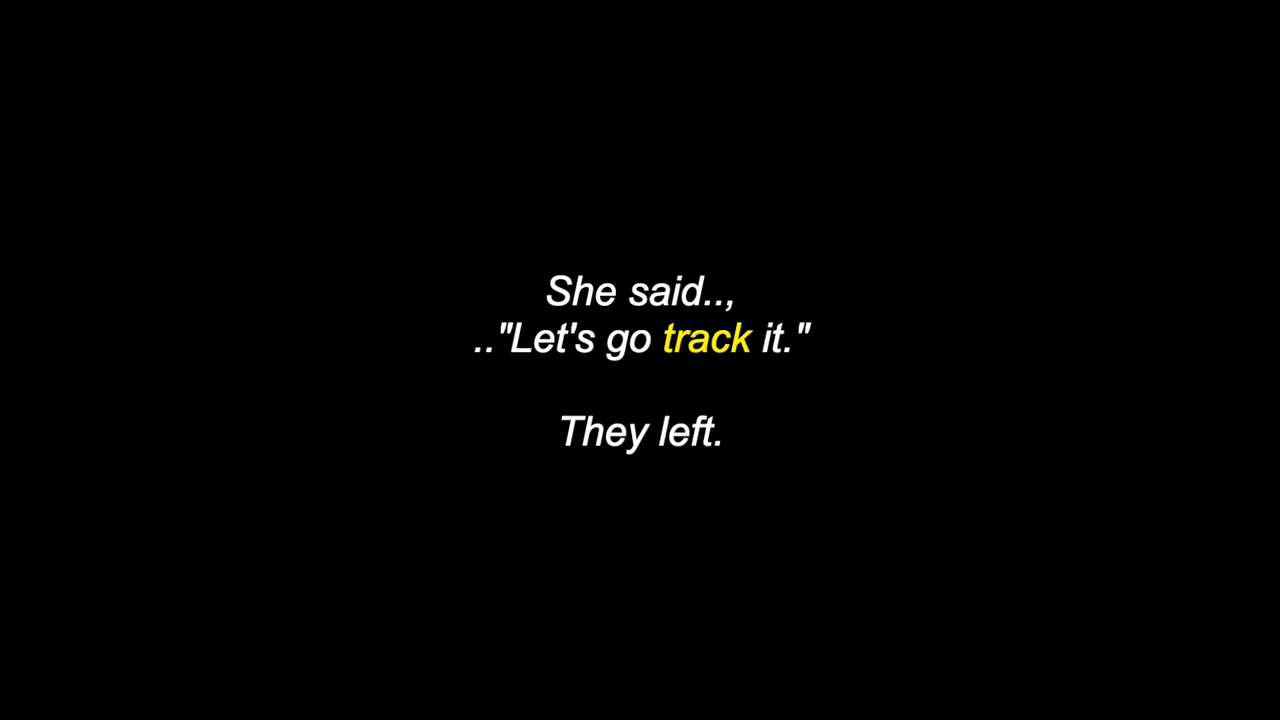 She said..,
.."Let's go track it."
They left.